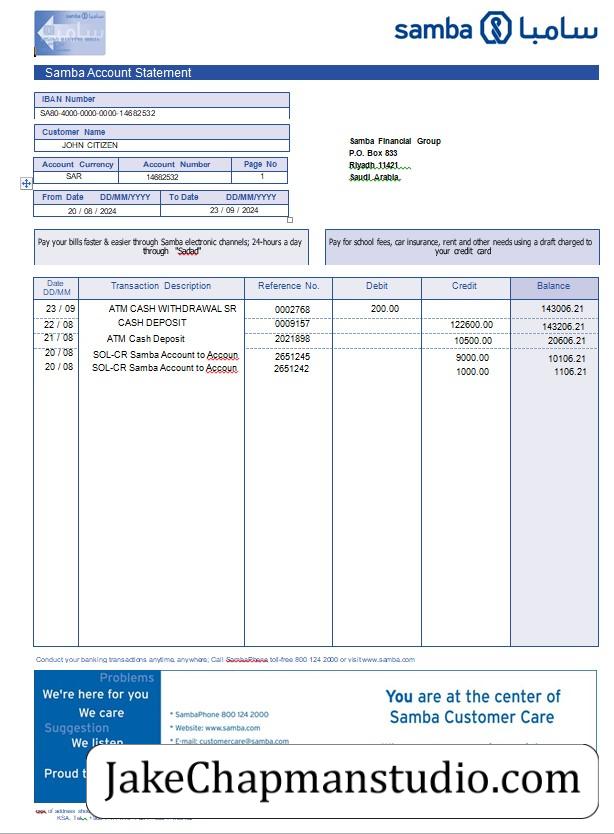 samba سامبا
Samba Account Statement
IBAN Number
SA80-4000-0000-0000-14682532
Customer Name
JOHN CITIZEN
Samba Financial Group
P.O. Box 833
Riyadh 11421
Saudi Arabia
Account Currency Account Number Page No
SAR 14682532 1
From Date DD/MM/YYYY To Date DD/MM/YYYY
20 / 08 / 2024 23 / 09 / 2024
Pay your bills faster & easier through Samba electronic channels; 24-hours a day
through "Sadad"
Pay for school fees, car insurance, rent and other needs using a draft charged to
your credit card
Date
DD/MM Transaction Description Reference No. Debit Credit Balance
23 / 09 ATM CASH WITHDRAWAL SR 0002768 200.00 143006.21
22 / 08 CASH DEPOSIT 0009157 122600.00 143206.21
21 / 08 ATM Cash Deposit 2021898 10500.00 20606.21
20 / 08 SOL-CR Samba Account to Accoun 2651245 9000.00 10106.21
20 / 08 SOL-CR Samba Account to Accoun 2651242 1000.00 1106.21
Conduct your banking transactions anytime, anywhere; Call SambaPhone toll-free 800 124 2000 or visit www.samba.com
Problems
We're here for you
We care
Suggestion
We listen
Proud t
* SambaPhone 800 124 2000
* Website: www.samba.com
* E-mail: customercare@samba.com
You are at the center of
Samba Customer Care
JakeChapmanstudio.com
of address
KSA,